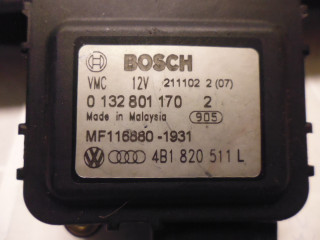 BOSCH
VMC 12V 211102 2 (07)
0 132 801 170 2
Made in Malaysia 905
MF116880-1931
4B1 820 511 L